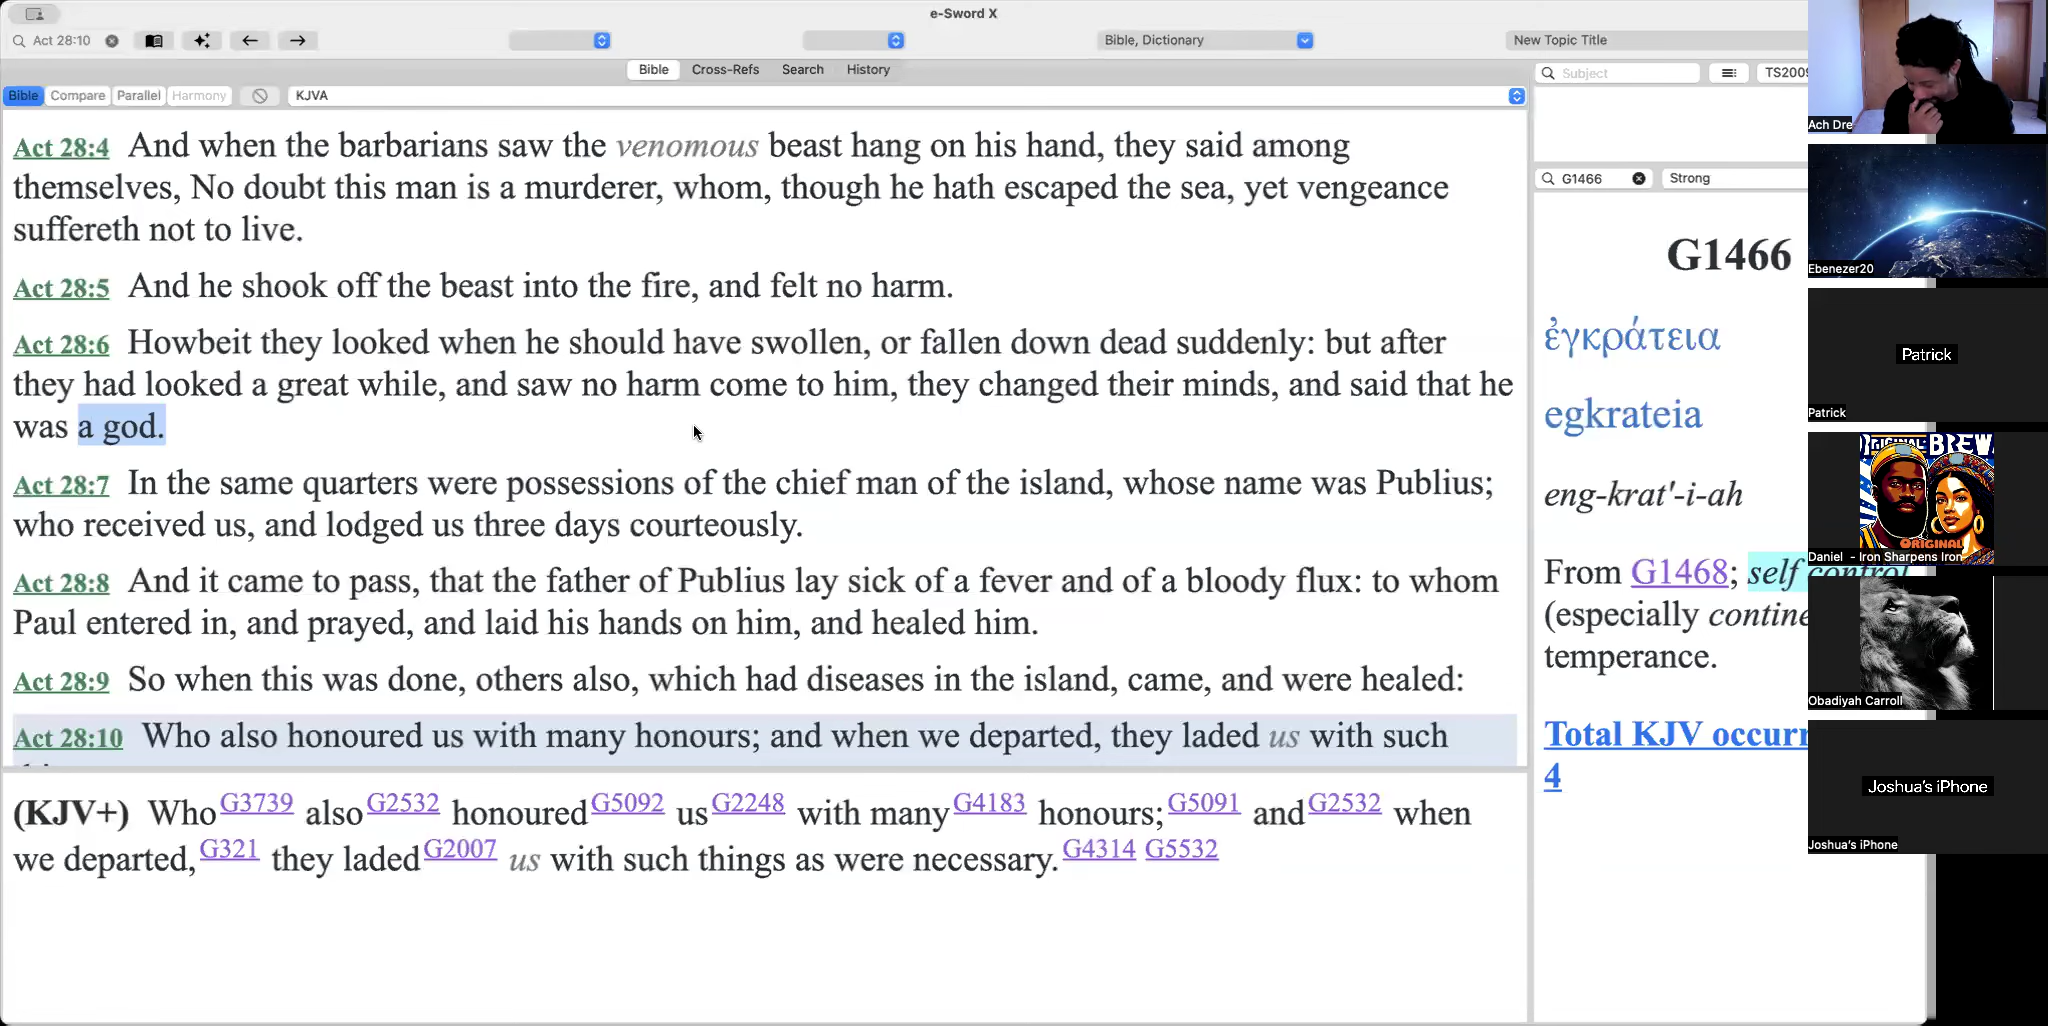 e-Sword X
Act 28:10
Bible, Dictionary
New Topic Title
Bible Cross-Refs Search History
Subject
TS2009
Bible Compare Parallel Harmony
KJVA
Act 28:4 And when the barbarians saw the venomous beast hang on his hand, they said among
themselves, No doubt this man is a murderer, whom, though he hath escaped the sea, yet vengeance
suffereth not to live.
Act 28:5 And he shook off the beast into the fire, and felt no harm.
Act 28:6 Howbeit they looked when he should have swollen, or fallen down dead suddenly: but after
they had looked a great while, and saw no harm come to him, they changed their minds, and said that he
was a god.
Act 28:7 In the same quarters were possessions of the chief man of the island, whose name was Publius;
who received us, and lodged us three days courteously.
Act 28:8 And it came to pass, that the father of Publius lay sick of a fever and of a bloody flux: to whom
Paul entered in, and prayed, and laid his hands on him, and healed him.
Act 28:9 So when this was done, others also, which had diseases in the island, came, and were healed:
Act 28:10 Who also honoured us with many honours; and when we departed, they laded us with such
(KJV+) Who G3739 also G2532 honoured G5092 us G2248 with many G4183 honours; G5091 and G2532 when
we departed, G321 they laded G2007 us with such things as were necessary. G4314 G5532
G1466
Strong
G1466
ἐγκράτεια
egkrateia
eng-krat'-i-ah
From G1468; self control
(especially contine
temperance.
Total KJV occurr
4
Ach Dre
Ebenezer20
Patrick
Patrick
ORIGINAL BREW
ORIGINAL
Daniel - Iron Sharpens Iron
Obadiyah Carroll
Joshua's iPhone
Joshua's iPhone